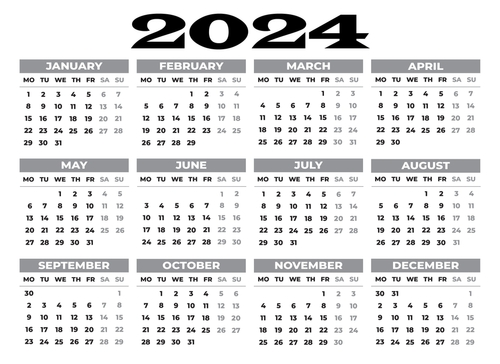 2024
JANUARY
MO TU WE TH FR SA SU
1 2 3 4 5 6 7
8 9 10 11 12 13 14
15 16 17 18 19 20 21
22 23 24 25 26 27 28
29 30 31
FEBRUARY
MO TU WE TH FR SA SU
1 2 3 4
5 6 7 8 9 10 11
12 13 14 15 16 17 18
19 20 21 22 23 24 25
26 27 28 29
MARCH
MO TU WE TH FR SA SU
1 2 3
4 5 6 7 8 9 10
11 12 13 14 15 16 17
18 19 20 21 22 23 24
25 26 27 28 29 30 31
APRIL
MO TU WE TH FR SA SU
1 2 3 4 5 6 7
8 9 10 11 12 13 14
15 16 17 18 19 20 21
22 23 24 25 26 27 28
29 30
MAY
MO TU WE TH FR SA SU
1 2 3 4 5
6 7 8 9 10 11 12
13 14 15 16 17 18 19
20 21 22 23 24 25 26
27 28 29 30 31
JUNE
MO TU WE TH FR SA SU
1 2
3 4 5 6 7 8 9
10 11 12 13 14 15 16
17 18 19 20 21 22 23
24 25 26 27 28 29 30
JULY
MO TU WE TH FR SA SU
1 2 3 4 5 6 7
8 9 10 11 12 13 14
15 16 17 18 19 20 21
22 23 24 25 26 27 28
29 30 31
AUGUST
MO TU WE TH FR SA SU
1 2 3 4
5 6 7 8 9 10 11
12 13 14 15 16 17 18
19 20 21 22 23 24 25
26 27 28 29 30 31
SEPTEMBER
MO TU WE TH FR SA SU
30 1
2 3 4 5 6 7 8
9 10 11 12 13 14 15
16 17 18 19 20 21 22
23 24 25 26 27 28 29
OCTOBER
MO TU WE TH FR SA SU
1 2 3 4 5 6
7 8 9 10 11 12 13
14 15 16 17 18 19 20
21 22 23 24 25 26 27
28 29 30 31
NOVEMBER
MO TU WE TH FR SA SU
1 2 3
4 5 6 7 8 9 10
11 12 13 14 15 16 17
18 19 20 21 22 23 24
25 26 27 28 29 30
DECEMBER
MO TU WE TH FR SA SU
30 31 1
2 3 4 5 6 7 8
9 10 11 12 13 14 15
16 17 18 19 20 21 22
23 24 25 26 27 28 29